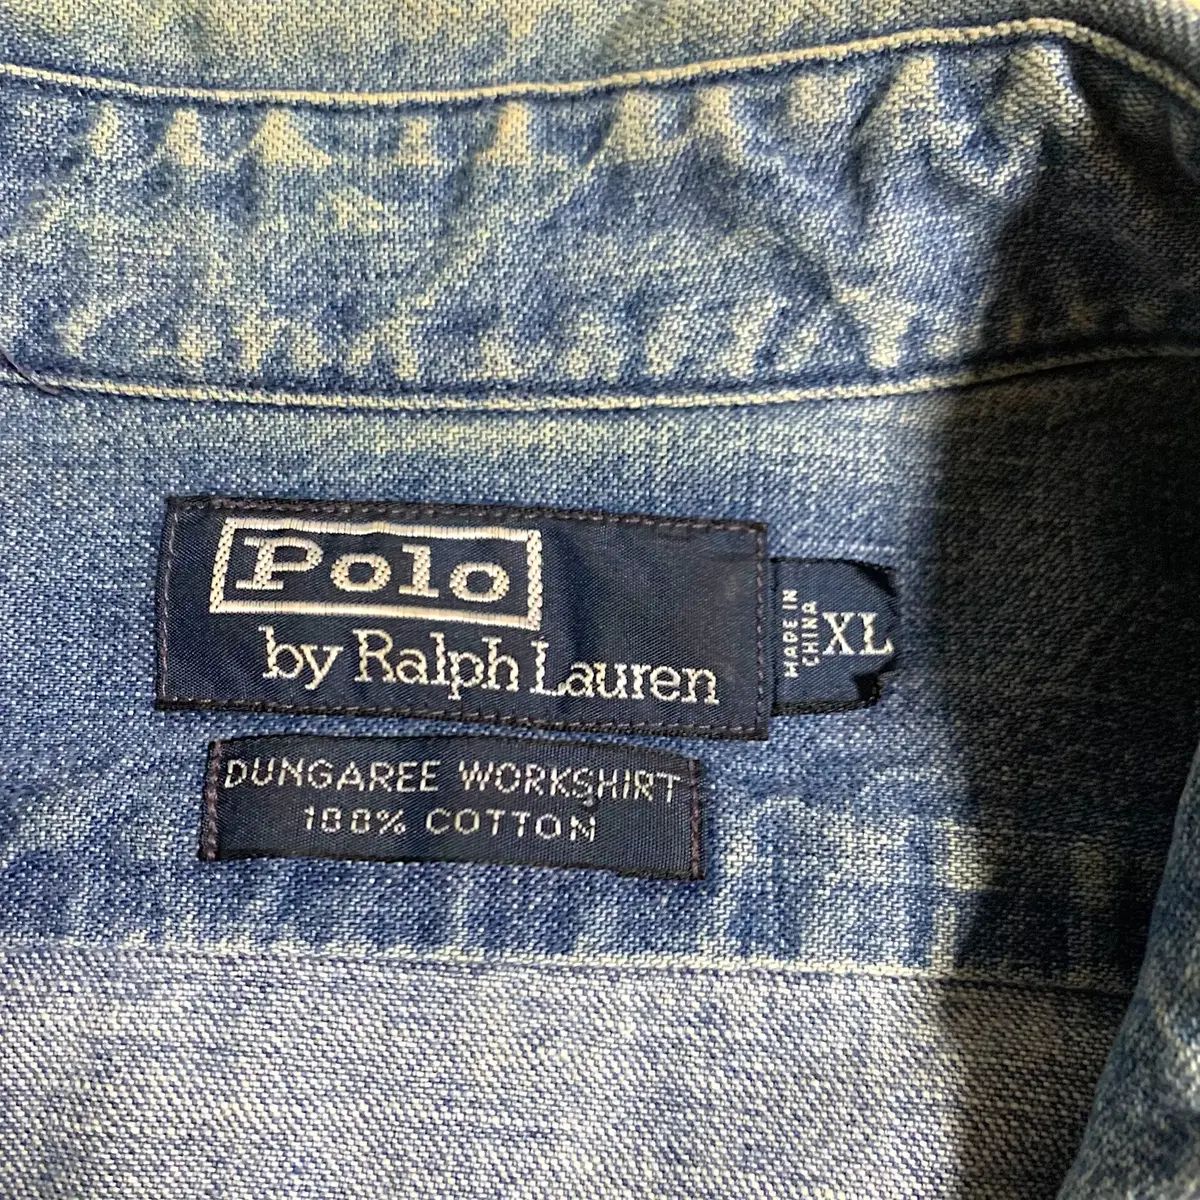 Polo
by Ralph Lauren
MADE IN
CHINA
XL
DUNGAREE WORKSHIRT
100% COTTON